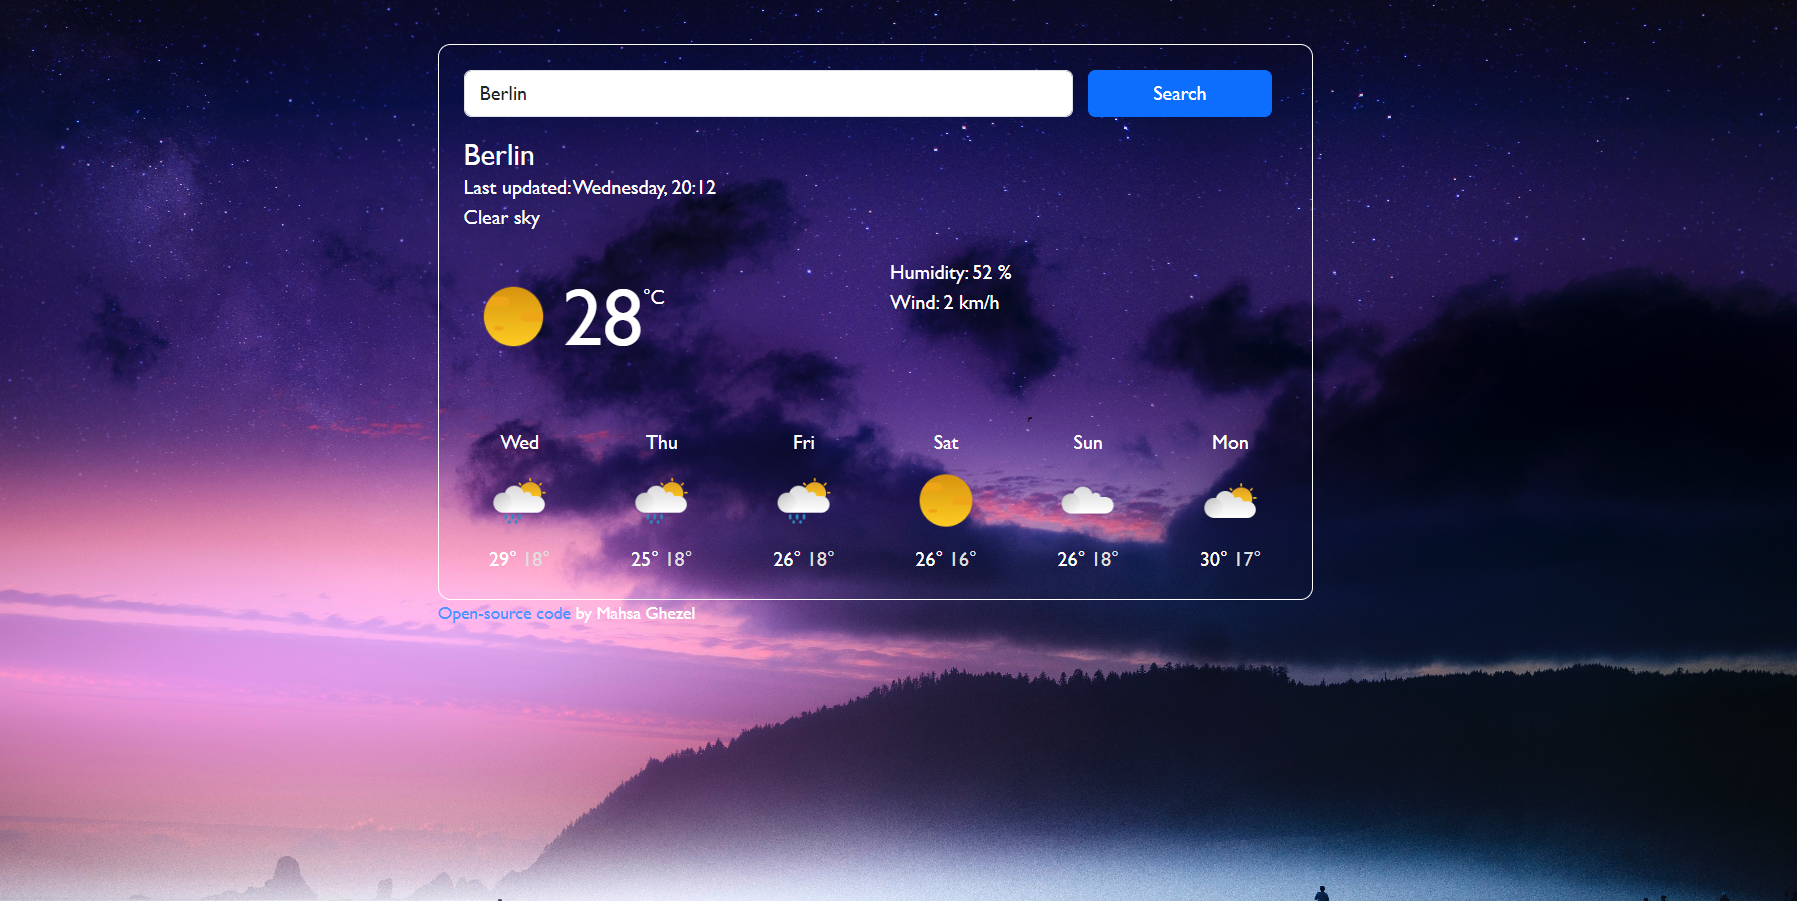 Berlin
Search
Berlin
Last updated: Wednesday, 20:12
Clear sky
28 °C
Humidity: 52 %
Wind: 2 km/h
Wed Thu Fri Sat Sun Mon
29° 18° 25° 18° 26° 18° 26° 16° 26° 18° 30° 17°
Open-source code by Mahsa Ghezel